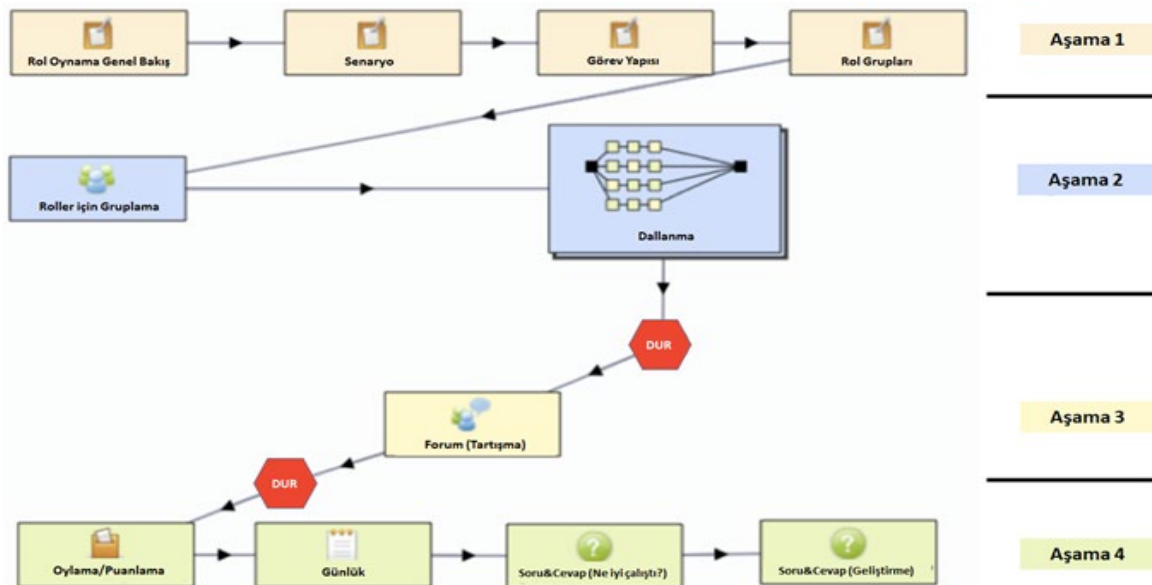 Rol Oynama Genel Bakış
Senaryo
Görev Yapısı
Rol Grupları
Aşama 1
Roller için Gruplama
Dallanma
Aşama 2
DUR
Forum (Tartışma)
Aşama 3
DUR
Oylama/Puanlama
Günlük
Soru&Cevap (Ne iyi çalıştı?)
Soru&Cevap (Geliştirme)
Aşama 4